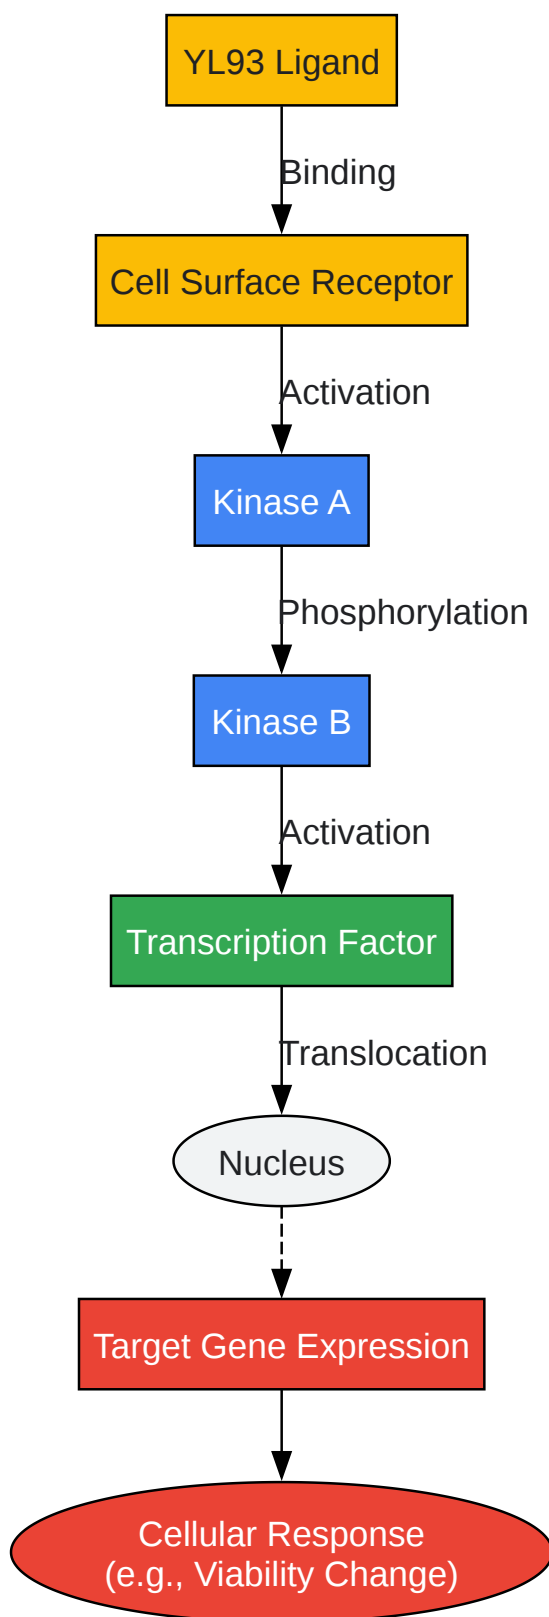 YL93 Ligand
Binding
Cell Surface Receptor
Activation
Kinase A
Phosphorylation
Kinase B
Activation
Transcription Factor
Translocation
Nucleus
Target Gene Expression
Cellular Response
(e.g., Viability Change)